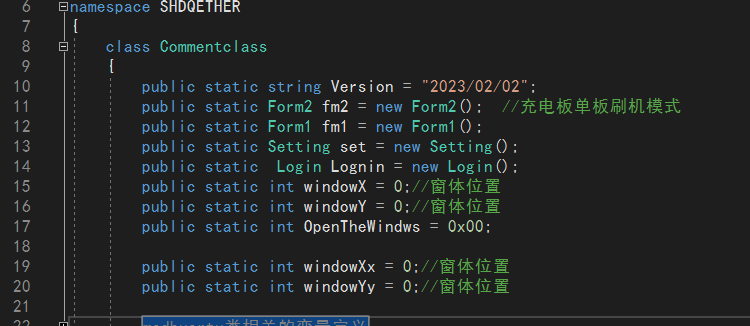 6 namespace SHDQETHER
7 {
8 class Commentclass
9 {
10 public static string Version = "2023/02/02";
11 public static Form2 fm2 = new Form2(); //充电板单板刷机模式
12 public static Form1 fm1 = new Form1();
13 public static Setting set = new Setting();
14 public static Login Lognin = new Login();
15 public static int windowX = 0;//窗体位置
16 public static int windowY = 0;//窗体位置
17 public static int OpenTheWindws = 0x00;
18
19 public static int windowXx = 0;//窗体位置
20 public static int windowYy = 0;//窗体位置
21
22